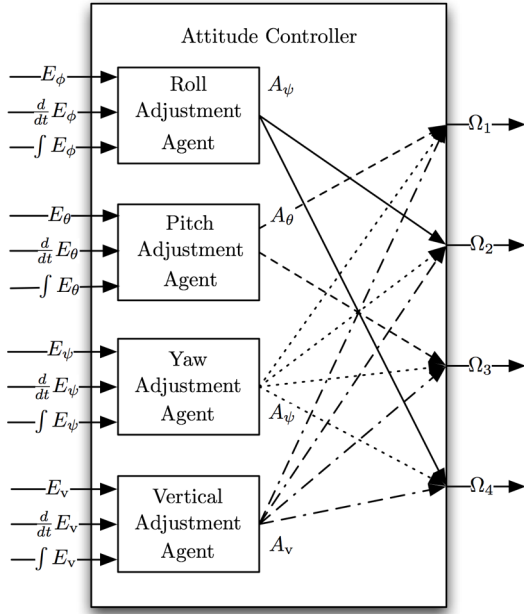 Attitude Controller
E_ϕ
d/dt E_ϕ
∫ E_ϕ
Roll
Adjustment
Agent
A_ψ
E_θ
d/dt E_θ
∫ E_θ
Pitch
Adjustment
Agent
A_θ
E_ψ
d/dt E_ψ
∫ E_ψ
Yaw
Adjustment
Agent
A_ψ
E_v
d/dt E_v
∫ E_v
Vertical
Adjustment
Agent
A_v
Ω_1
Ω_2
Ω_3
Ω_4